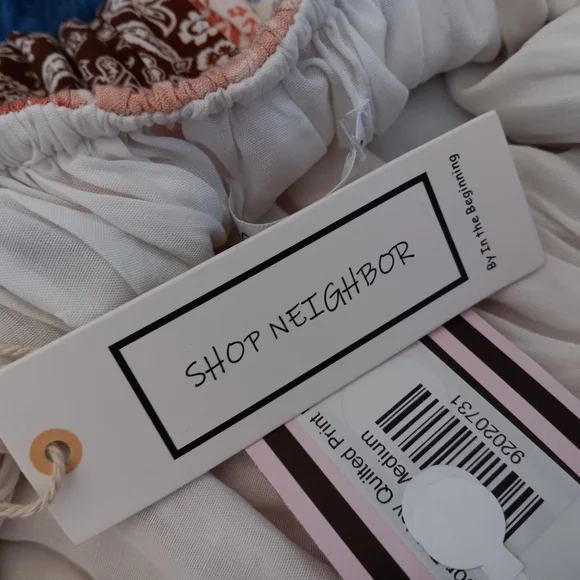 SHOP NEIGHBOR
By In the Beginning
Quilted Print
Medium
92020731